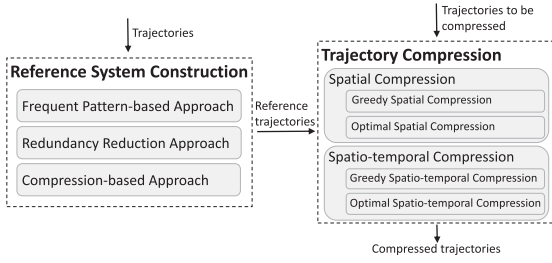 Trajectories
Reference System Construction
Frequent Pattern-based Approach
Redundancy Reduction Approach
Compression-based Approach
Reference
trajectories
Trajectories to be
compressed
Trajectory Compression
Spatial Compression
Greedy Spatial Compression
Optimal Spatial Compression
Spatio-temporal Compression
Greedy Spatio-temporal Compression
Optimal Spatio-temporal Compression
Compressed trajectories